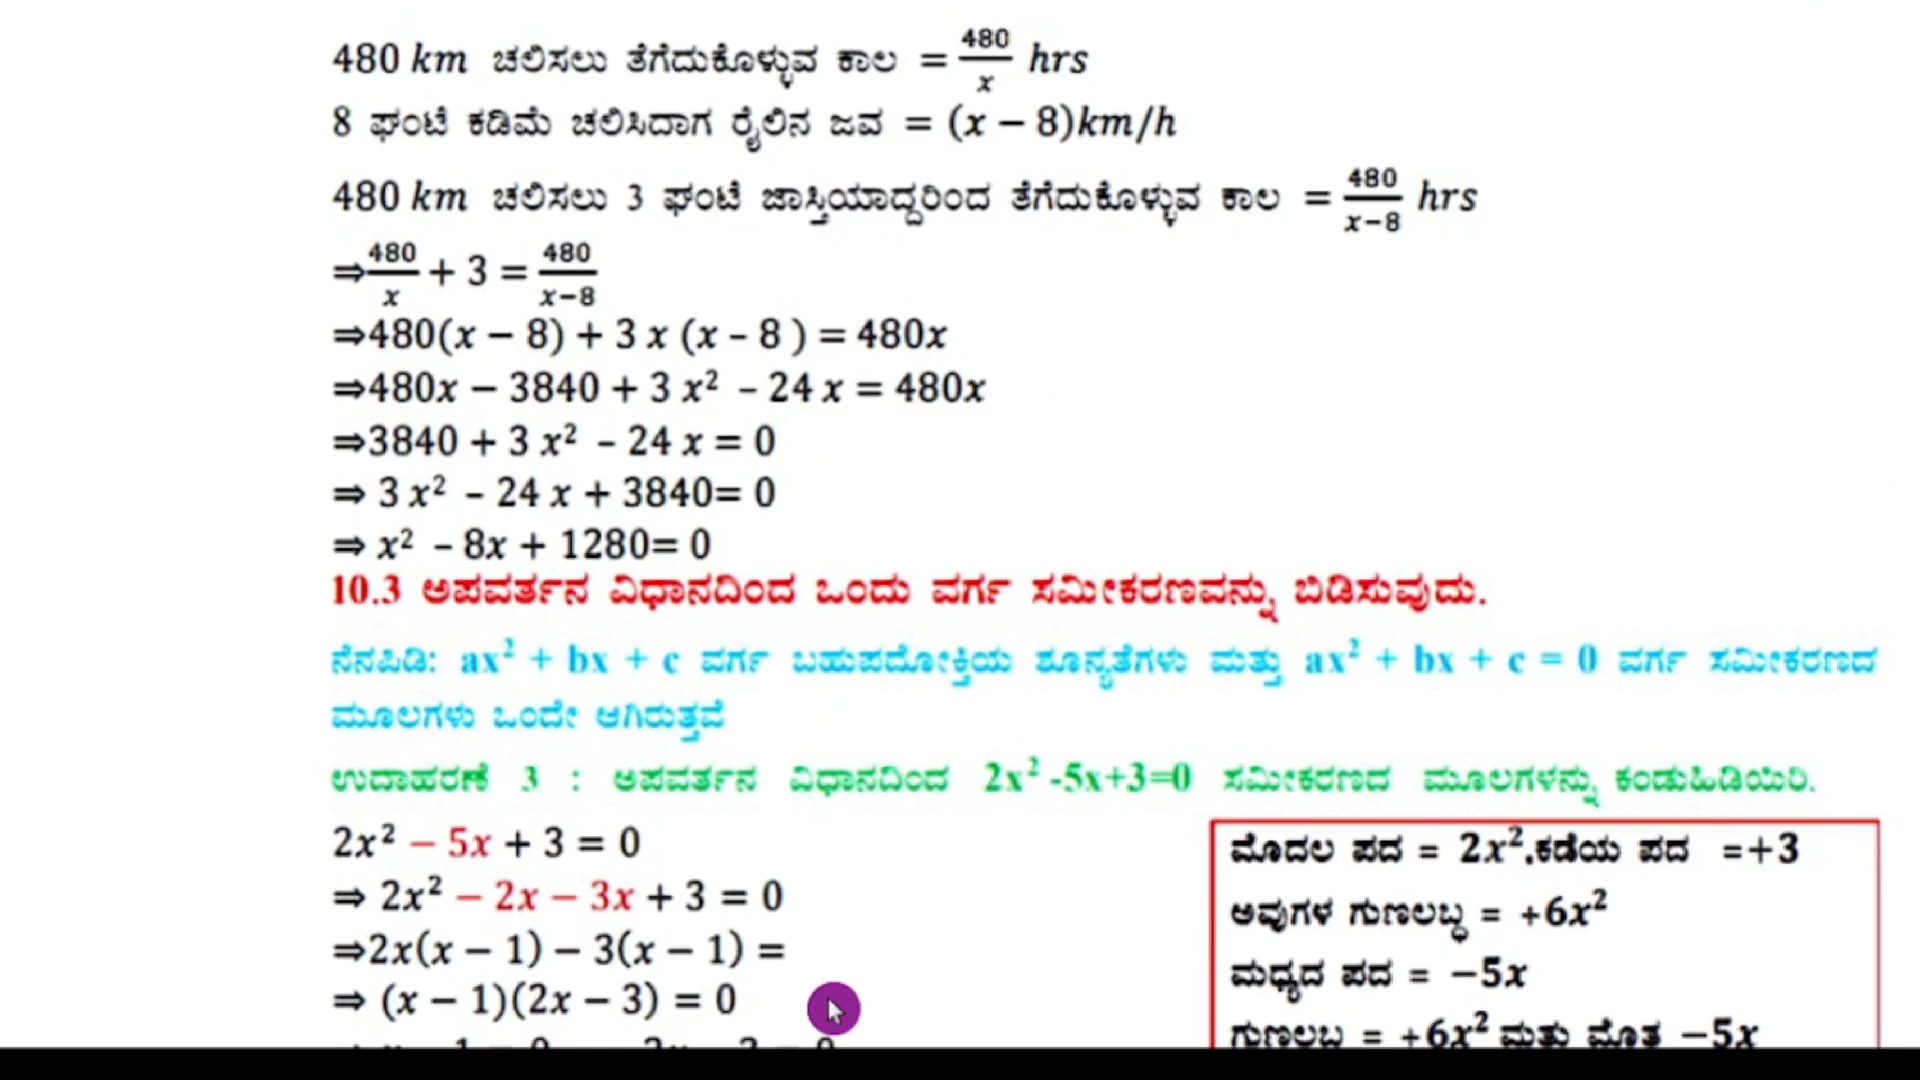 480 km ಚಲಿಸಲು ತೆಗೆದುಕೊಳ್ಳುವ ಕಾಲ = 480/x hrs
8 ಘಂಟೆ ಕಡಿಮೆ ಚಲಿಸಿದಾಗ ರೈಲಿನ ಜವ = (x − 8)km/h
480 km ಚಲಿಸಲು 3 ಘಂಟೆ ಜಾಸ್ತಿಯಾದ್ದರಿಂದ ತೆಗೆದುಕೊಳ್ಳುವ ಕಾಲ = 480/(x−8) hrs
⇒ 480/x + 3 = 480/(x−8)
⇒480(x − 8) + 3 x (x - 8 ) = 480x
⇒480x − 3840 + 3 x² - 24 x = 480x
⇒3840 + 3 x² - 24 x = 0
⇒ 3 x² - 24 x + 3840= 0
⇒ x² - 8x + 1280= 0
10.3 ಅಪವರ್ತನ ವಿಧಾನದಿಂದ ಒಂದು ವರ್ಗ ಸಮೀಕರಣವನ್ನು ಬಿಡಿಸುವುದು.
ನೆನಪಿಡಿ: ax² + bx + c ವರ್ಗ ಬಹುಪದೋಕ್ತಿಯ ಶೂನ್ಯತೆಗಳು ಮತ್ತು ax² + bx + c = 0 ವರ್ಗ ಸಮೀಕರಣದ
ಮೂಲಗಳು ಒಂದೇ ಆಗಿರುತ್ತವೆ
ಉದಾಹರಣೆ 3 : ಅಪವರ್ತನ ವಿಧಾನದಿಂದ 2x² -5x+3=0 ಸಮೀಕರಣದ ಮೂಲಗಳನ್ನು ಕಂಡುಹಿಡಿಯಿರಿ.
2x² − 5x + 3 = 0
⇒ 2x² − 2x − 3x + 3 = 0
⇒2x(x − 1) − 3(x − 1) =
⇒ (x − 1)(2x − 3) = 0
ಮೊದಲ ಪದ = 2x²,ಕಡೆಯ ಪದ =+3
ಅವುಗಳ ಗುಣಲಬ್ಧ = +6x²
ಮಧ್ಯದ ಪದ = −5x
ಗುಣಲಬ್ಧ = +6x² ಮತ್ತು ಮೊತ್ತ −5x